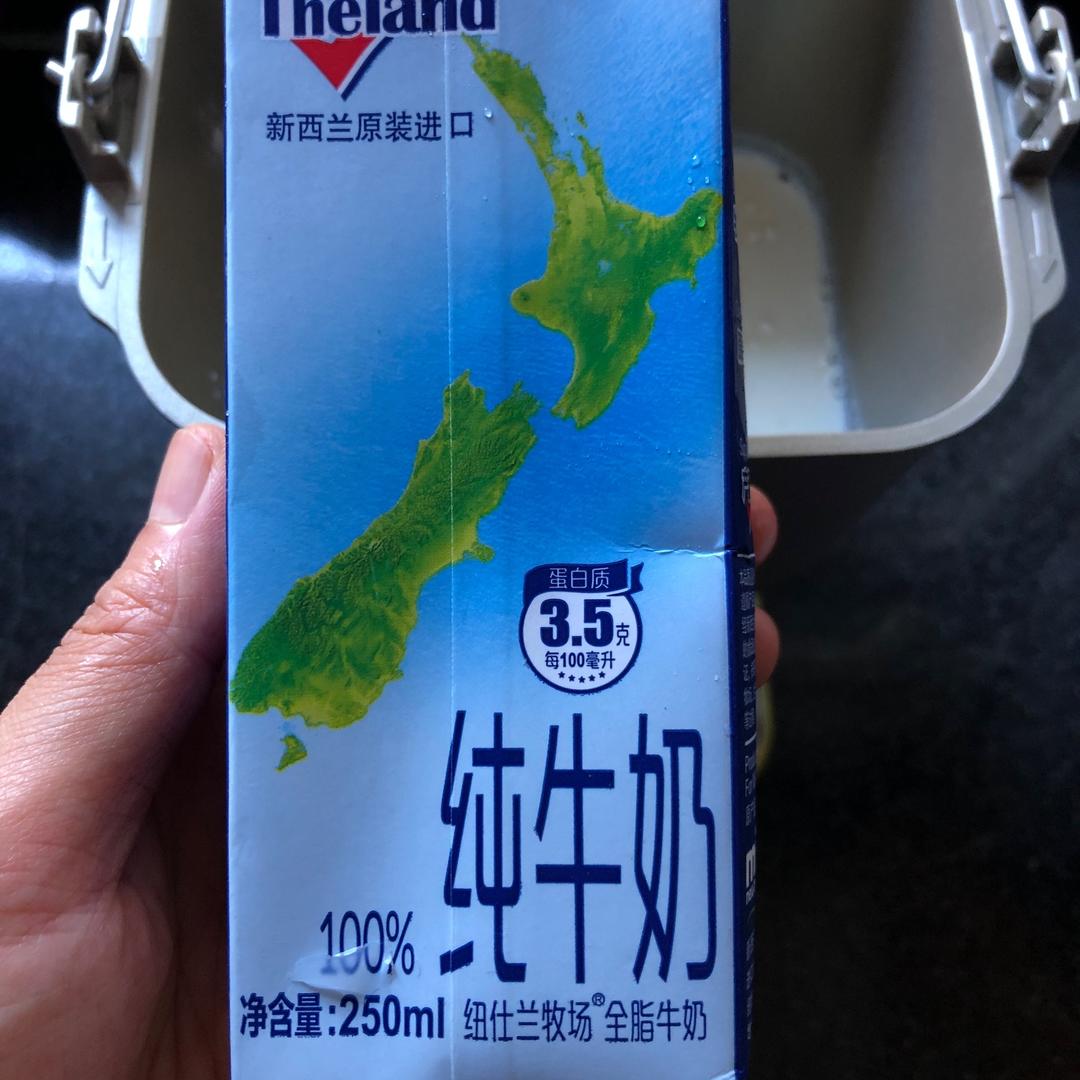 Theland
新西兰原装进口
蛋白质
3.5克
每100毫升
100% 纯牛奶
净含量:250ml 纽仕兰牧场® 全脂牛奶